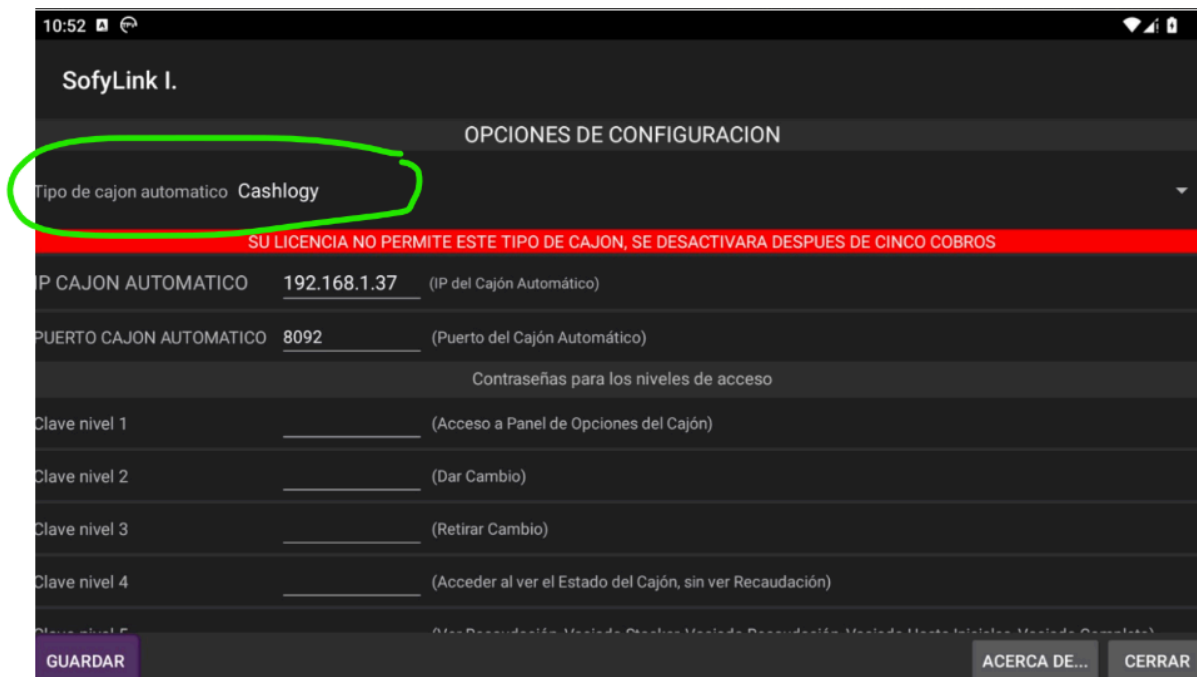 10:52
SofyLink I.
OPCIONES DE CONFIGURACION
Tipo de cajon automatico Cashlogy
SU LICENCIA NO PERMITE ESTE TIPO DE CAJON, SE DESACTIVARA DESPUES DE CINCO COBROS
IP CAJON AUTOMATICO 192.168.1.37 (IP del Cajón Automático)
PUERTO CAJON AUTOMATICO 8092 (Puerto del Cajón Automático)
Contraseñas para los niveles de acceso
Clave nivel 1 (Acceso a Panel de Opciones del Cajón)
Clave nivel 2 (Dar Cambio)
Clave nivel 3 (Retirar Cambio)
Clave nivel 4 (Acceder al ver el Estado del Cajón, sin ver Recaudación)
GUARDAR ACERCA DE... CERRAR